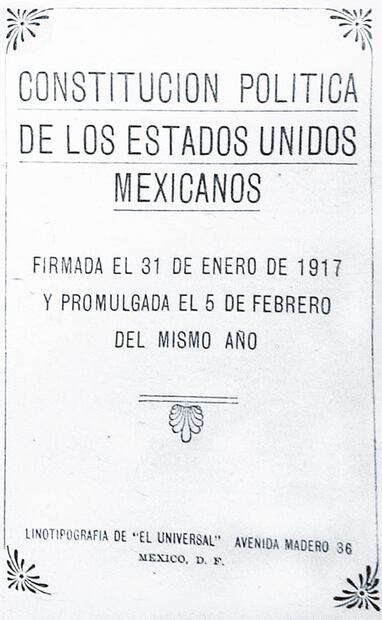 CONSTITUCION POLITICA
DE LOS ESTADOS UNIDOS
MEXICANOS
FIRMADA EL 31 DE ENERO DE 1917
Y PROMULGADA EL 5 DE FEBRERO
DEL MISMO AÑO
LINOTIPOGRAFIA DE "EL UNIVERSAL" AVENIDA MADERO 36
MEXICO, D. F.